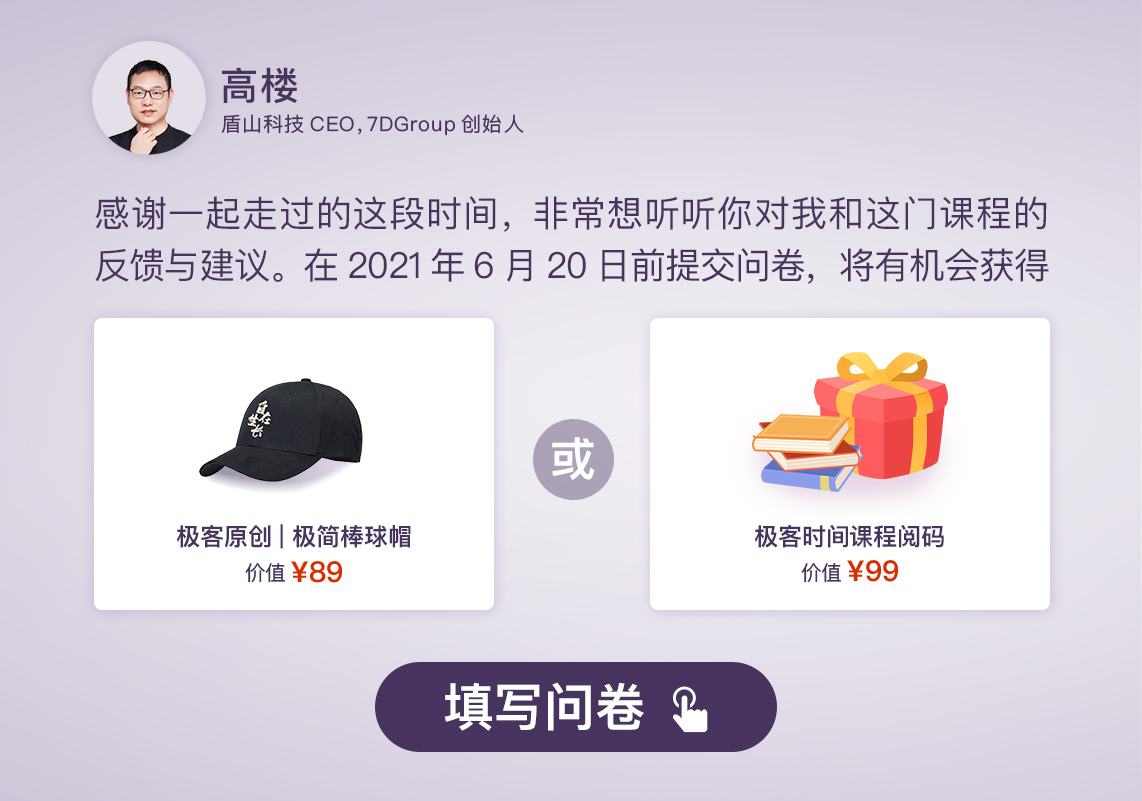 高楼
盾山科技 CEO，7DGroup 创始人
感谢一起走过的这段时间，非常想听听你对我和这门课程的
反馈与建议。在 2021 年 6 月 20 日前提交问卷，将有机会获得
自在
生长
或
极客原创 | 极简棒球帽
价值 ¥89
极客时间课程阅码
价值 ¥99
填写问卷